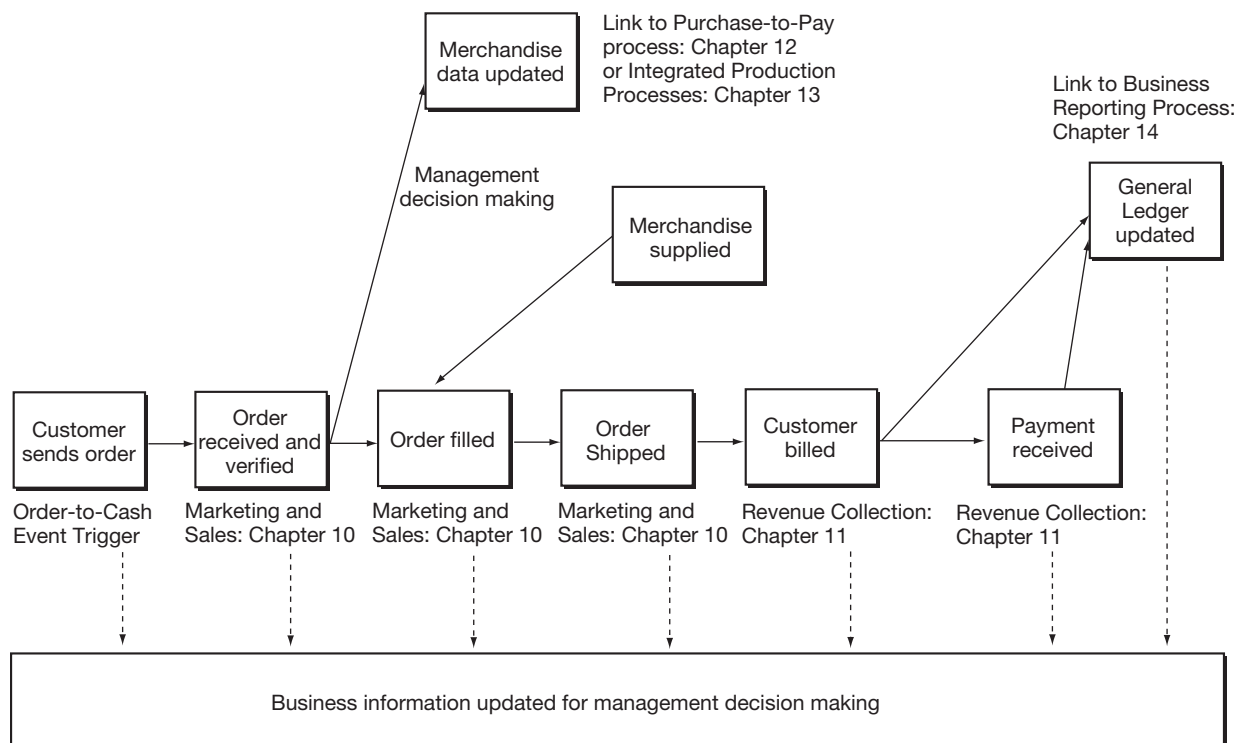 Merchandise
data updated
Link to Purchase-to-Pay
process: Chapter 12
or Integrated Production
Processes: Chapter 13
Link to Business
Reporting Process:
Chapter 14
Management
decision making
Merchandise
supplied
General
Ledger
updated
Customer
sends order
Order
received and
verified
Order filled
Order
Shipped
Customer
billed
Payment
received
Order-to-Cash
Event Trigger
Marketing and
Sales: Chapter 10
Marketing and
Sales: Chapter 10
Marketing and
Sales: Chapter 10
Revenue Collection:
Chapter 11
Revenue Collection:
Chapter 11
Business information updated for management decision making